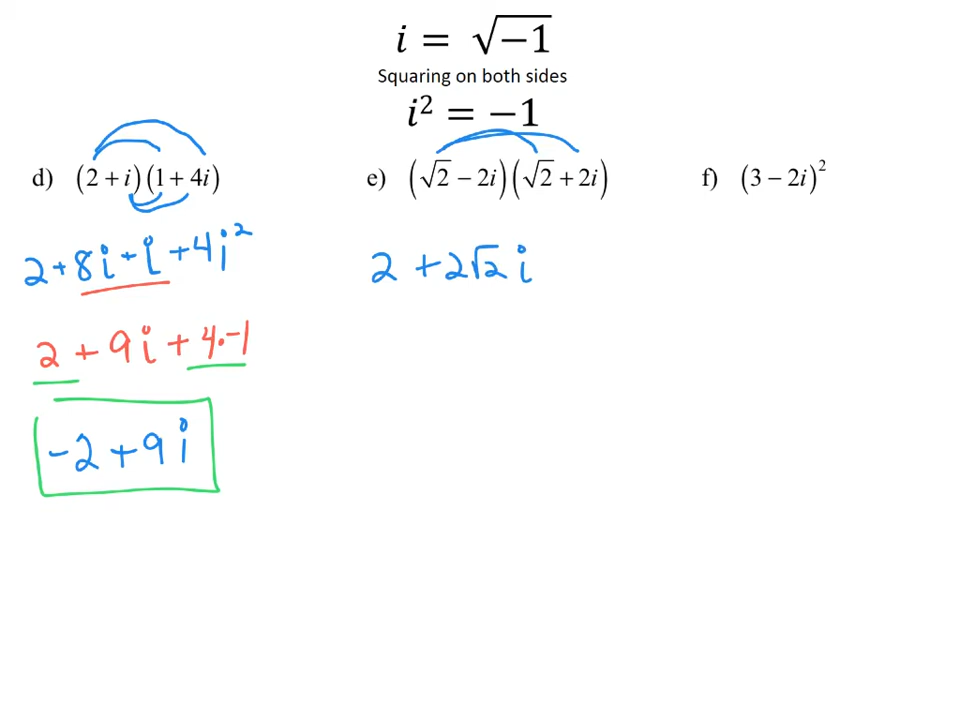 i = √−1
Squaring on both sides
i² = −1
d) (2 + i)(1 + 4i)
e) (√2 − 2i)(√2 + 2i)
f) (3 − 2i)²
2 + 8i + i + 4i²
2 + 2√2 i
2 + 9i + 4·-1
-2 + 9i